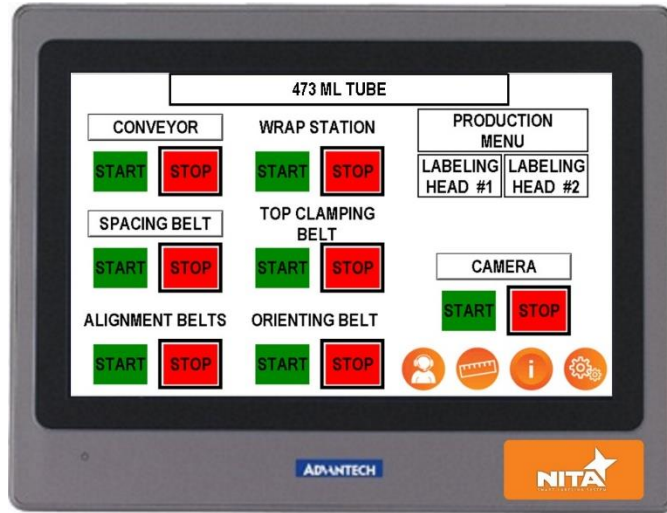 473 ML TUBE
CONVEYOR
START STOP
WRAP STATION
START STOP
PRODUCTION
MENU
LABELING
HEAD #1
LABELING
HEAD #2
SPACING BELT
START STOP
TOP CLAMPING
BELT
START STOP
CAMERA
START STOP
ALIGNMENT BELTS
START STOP
ORIENTING BELT
START STOP
i
ADVANTECH
NITA